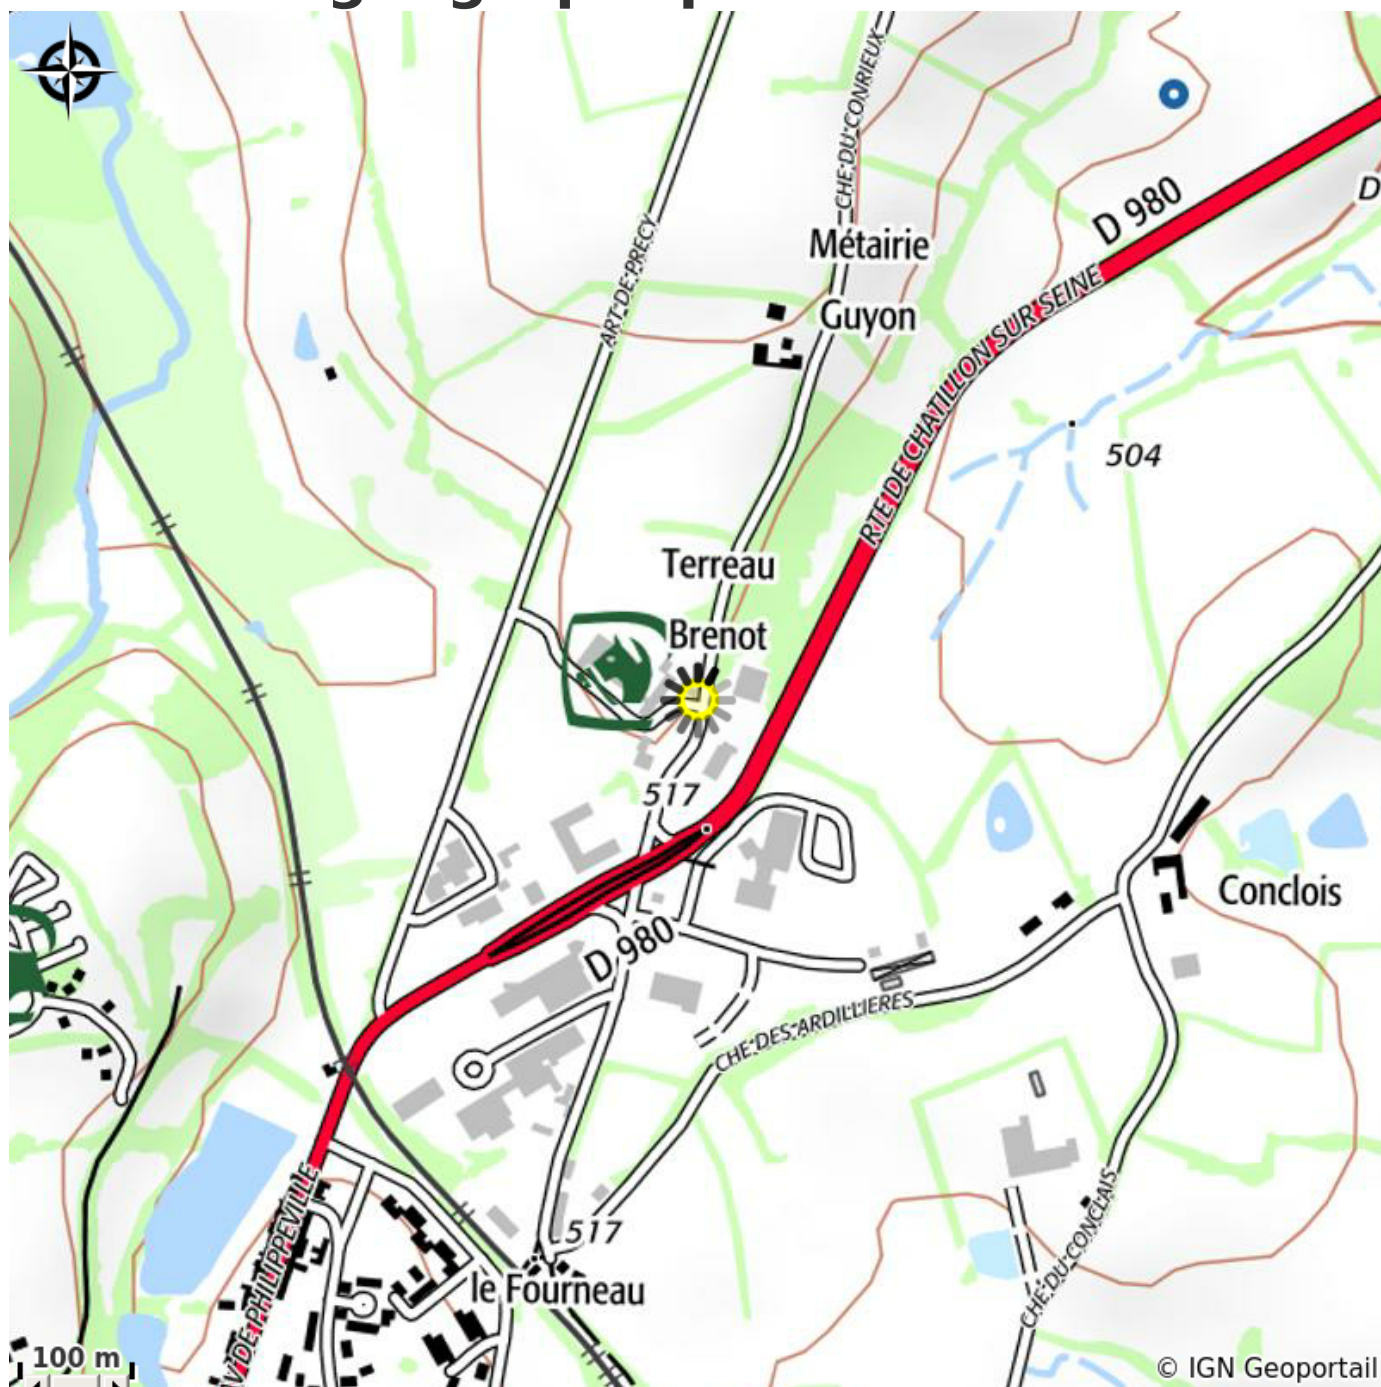 CHE DU CONRIEUX
D 980
D
ART DE PRECY
Métairie
Guyon
RTE DE CHATILLON SUR SEINE
504
Terreau
Brenot
517
Conclois
D 980
CHE DES ARDILLIERES
AV DE PHILIPPEVILLE
517
le Fourneau
CHE DU CONCLAIS
100 m
© IGN Geoportail